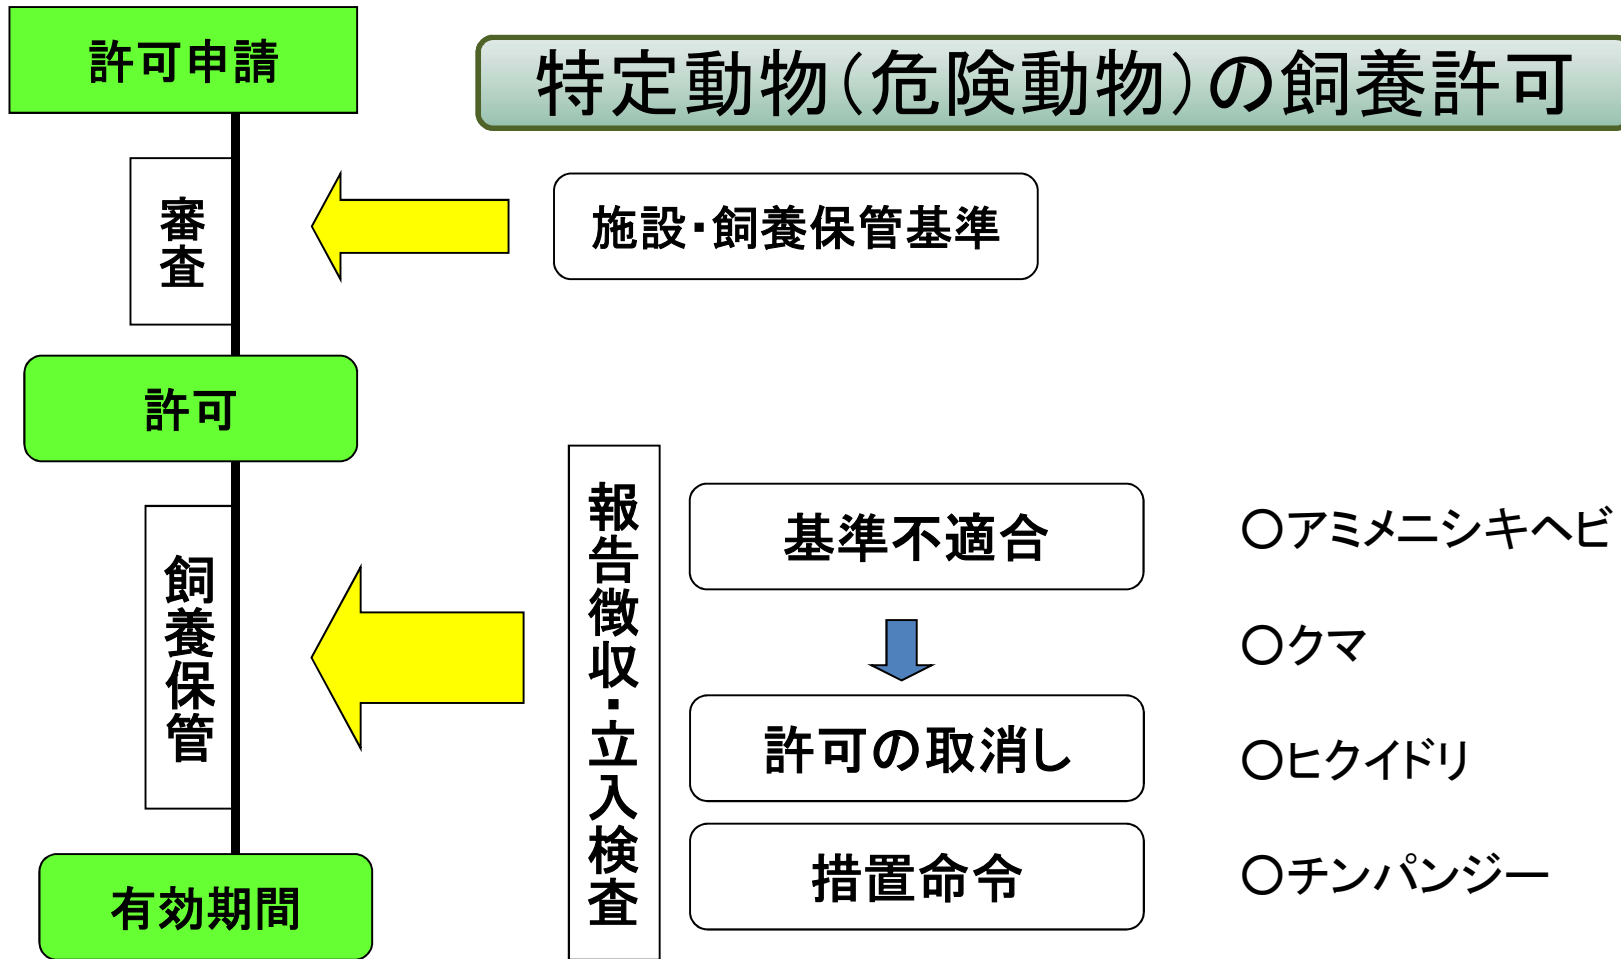 許可申請
特定動物（危険動物）の飼養許可
審査
施設・飼養保管基準
許可
飼養保管
報告徴収・立入検査
基準不適合
許可の取消し
措置命令
○アミメニシキヘビ
○クマ
○ヒクイドリ
○チンパンジー
有効期間